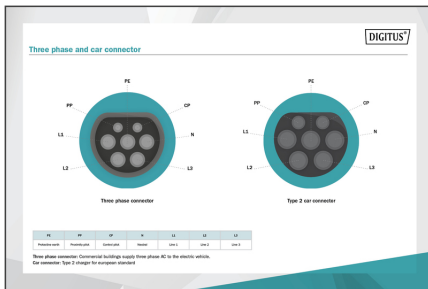 DIGITUS®
Three phase and car connector
PE
PP
CP
L1
N
L2
L3
Three phase connector
PE
PP
CP
L1
N
L2
L3
Type 2 car connector
PE PP CP N L1 L2 L3
Protective earth Proximity pilot Control pilot Neutral Line 1 Line 2 Line 3
Three phase connector: Commercial buildings supply three phase AC to the electric vehicle.
Car connector: Type 2 charger for european standard